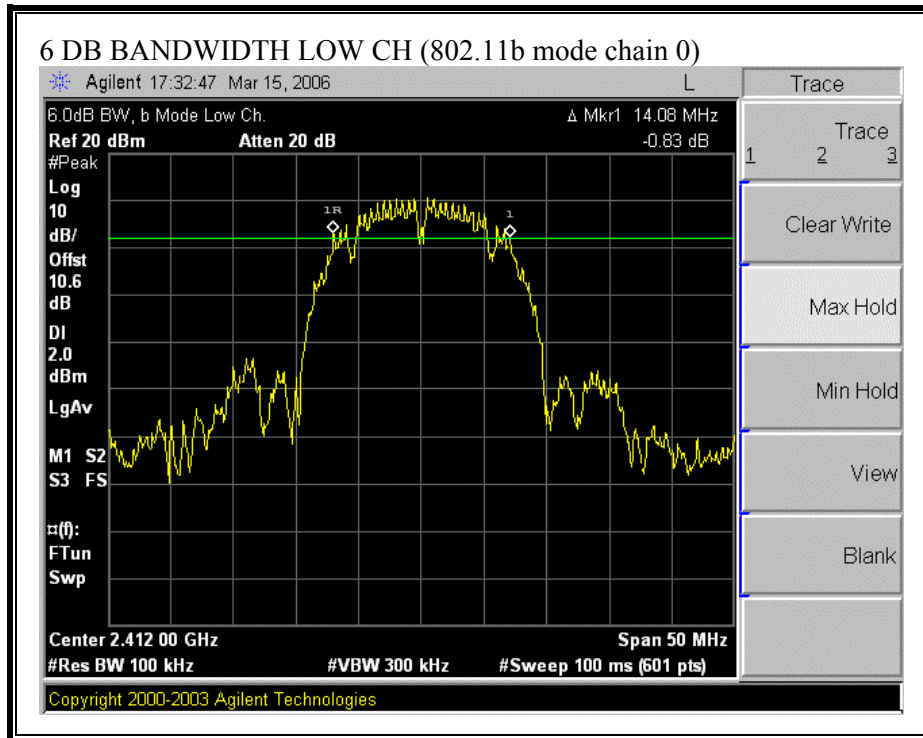 6 DB BANDWIDTH LOW CH (802.11b mode chain 0)
Agilent 17:32:47 Mar 15, 2006 L
Trace
6.0dB BW, b Mode Low Ch. Δ Mkr1 14.08 MHz
Ref 20 dBm Atten 20 dB -0.83 dB
#Peak
Log
10
dB/
Offst
10.6
dB
DI
2.0
dBm
LgAv
M1 S2
S3 FS
¤(f):
FTun
Swp
1R
1
Center 2.412 00 GHz Span 50 MHz
#Res BW 100 kHz #VBW 300 kHz #Sweep 100 ms (601 pts)
Copyright 2000-2003 Agilent Technologies
Trace
1 2 3
Clear Write
Max Hold
Min Hold
View
Blank